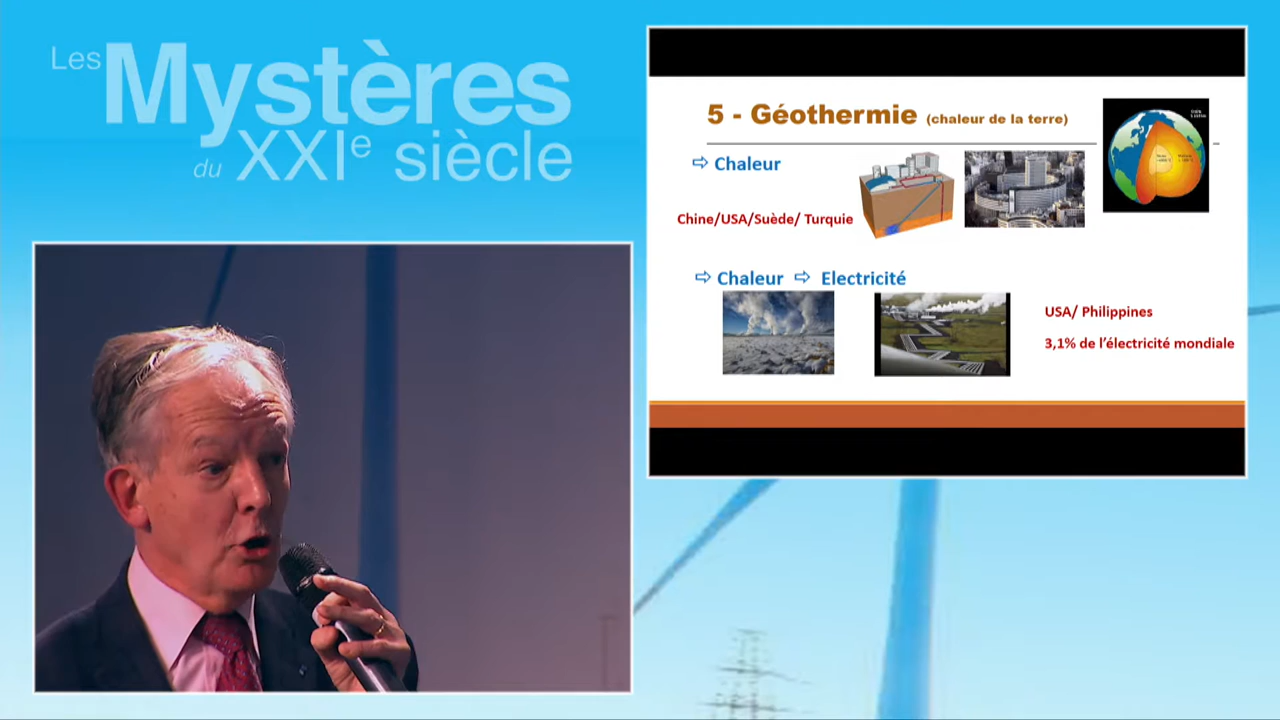 Les Mystères
du XXIe siècle
5 - Géothermie (chaleur de la terre)
⇨ Chaleur
Chine/USA/Suède/ Turquie
⇨ Chaleur ⇨ Electricité
USA/ Philippines
3,1% de l'électricité mondiale